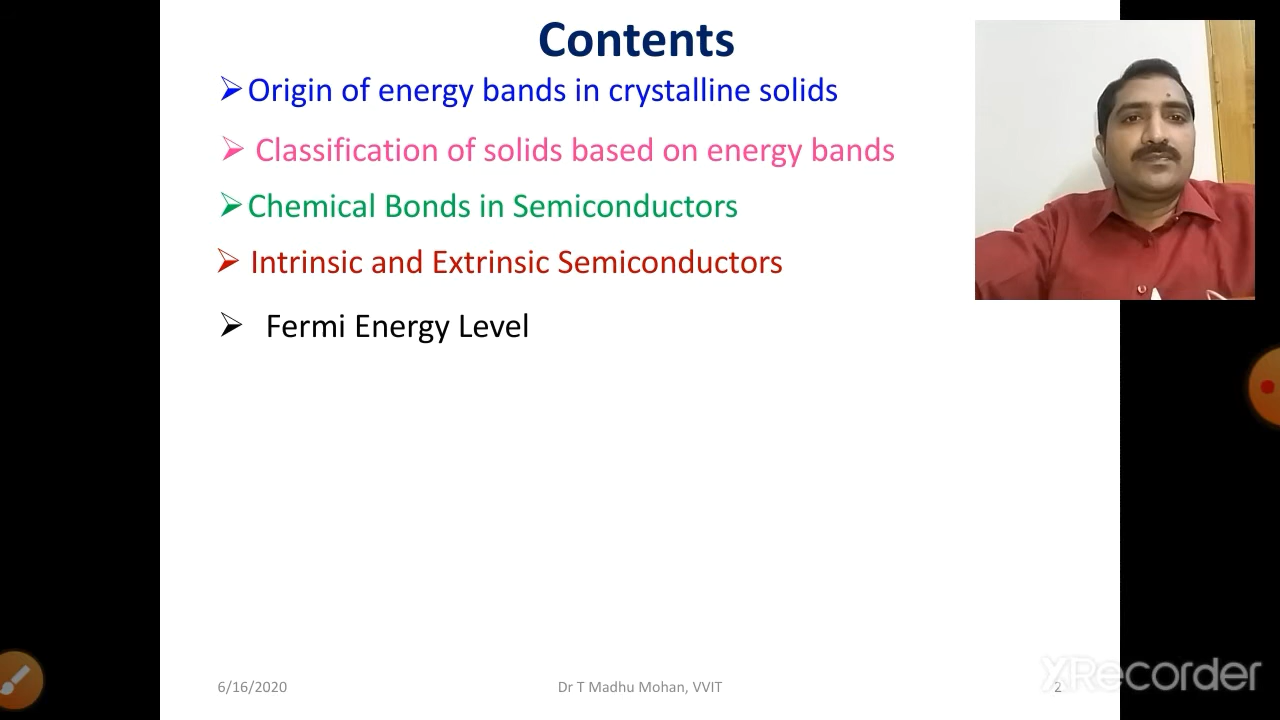 Contents
Origin of energy bands in crystalline solids
Classification of solids based on energy bands
Chemical Bonds in Semiconductors
Intrinsic and Extrinsic Semiconductors
Fermi Energy Level
6/16/2020
Dr T Madhu Mohan, VVIT
2
XRecorder